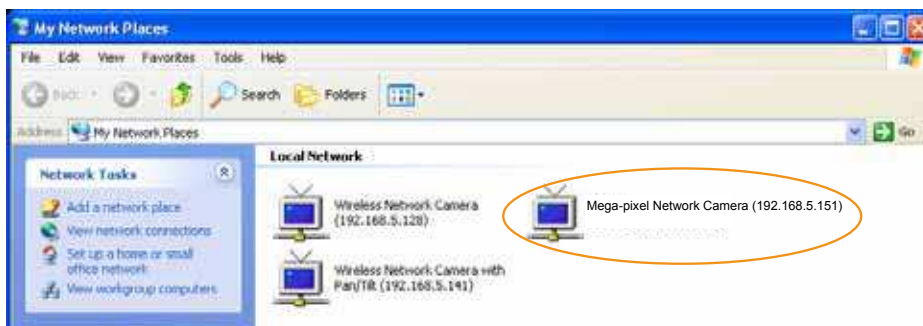 My Network Places
File Edit View Favorites Tools Help
Back Search Folders
Address My Network Places Go
Network Tasks
Add a network place
View network connections
Set up a home or small
office network
View workgroup computers
Local Network
Wireless Network Camera
(192.168.5.128)
Mega-pixel Network Camera (192.168.5.151)
Wireless Network Camera with
Pan/Tilt (192.168.5.141)